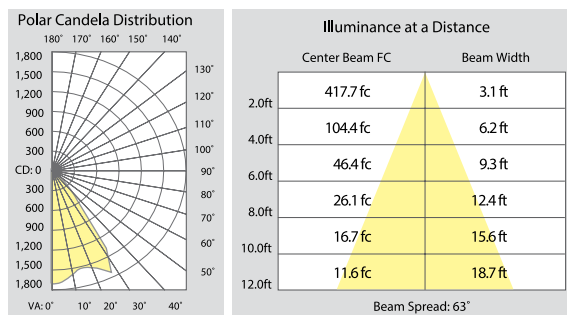 Polar Candela Distribution
180° 170° 160° 150° 140°
1,800
1,500
1,200
900
600
300
CD: 0
300
600
900
1,200
1,500
1,800
130°
120°
110°
100°
90°
80°
70°
60°
50°
VA: 0° 10° 20° 30° 40°
Illuminance at a Distance
Center Beam FC Beam Width
2.0ft 417.7 fc 3.1 ft
4.0ft 104.4 fc 6.2 ft
6.0ft 46.4 fc 9.3 ft
8.0ft 26.1 fc 12.4 ft
10.0ft 16.7 fc 15.6 ft
12.0ft 11.6 fc 18.7 ft
Beam Spread: 63°